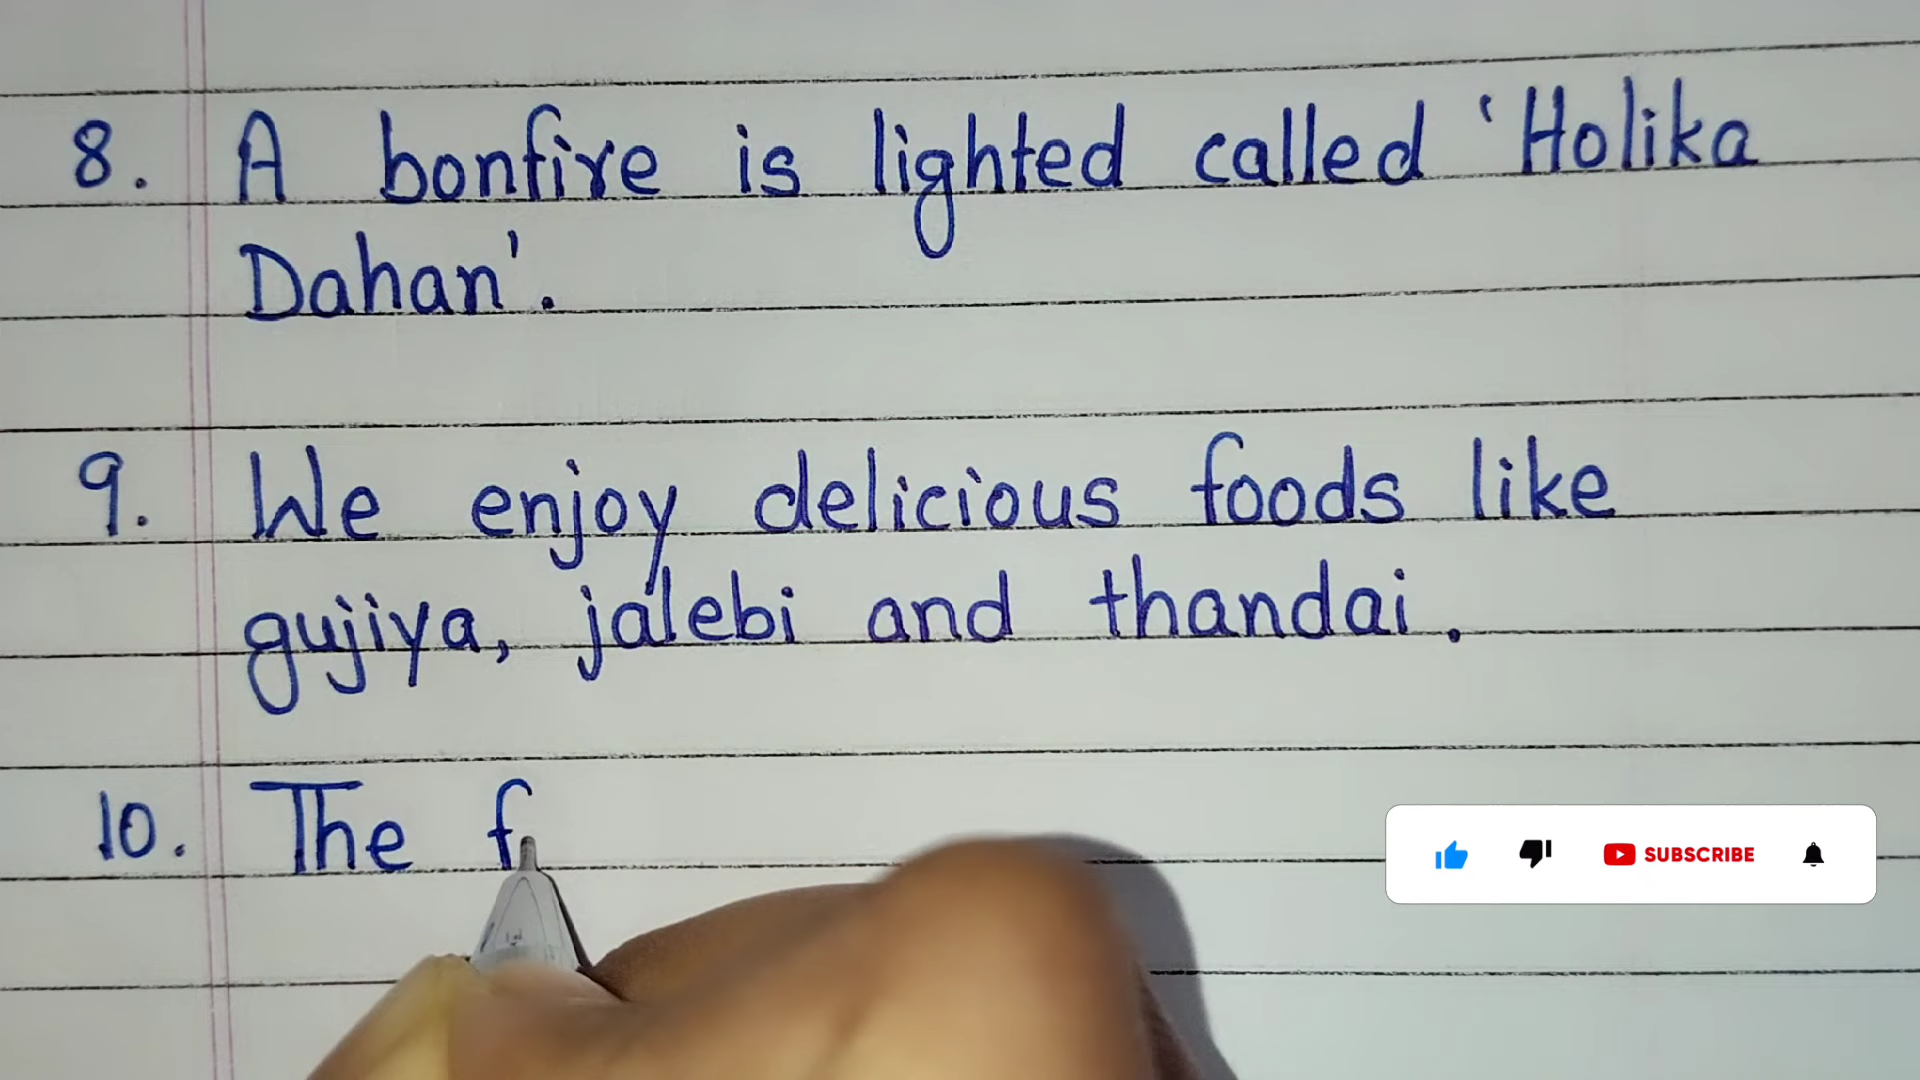 8. A bonfire is lighted called 'Holika
Dahan'.
9. We enjoy delicious foods like
gujiya, jalebi and thandai.
10. The f
SUBSCRIBE